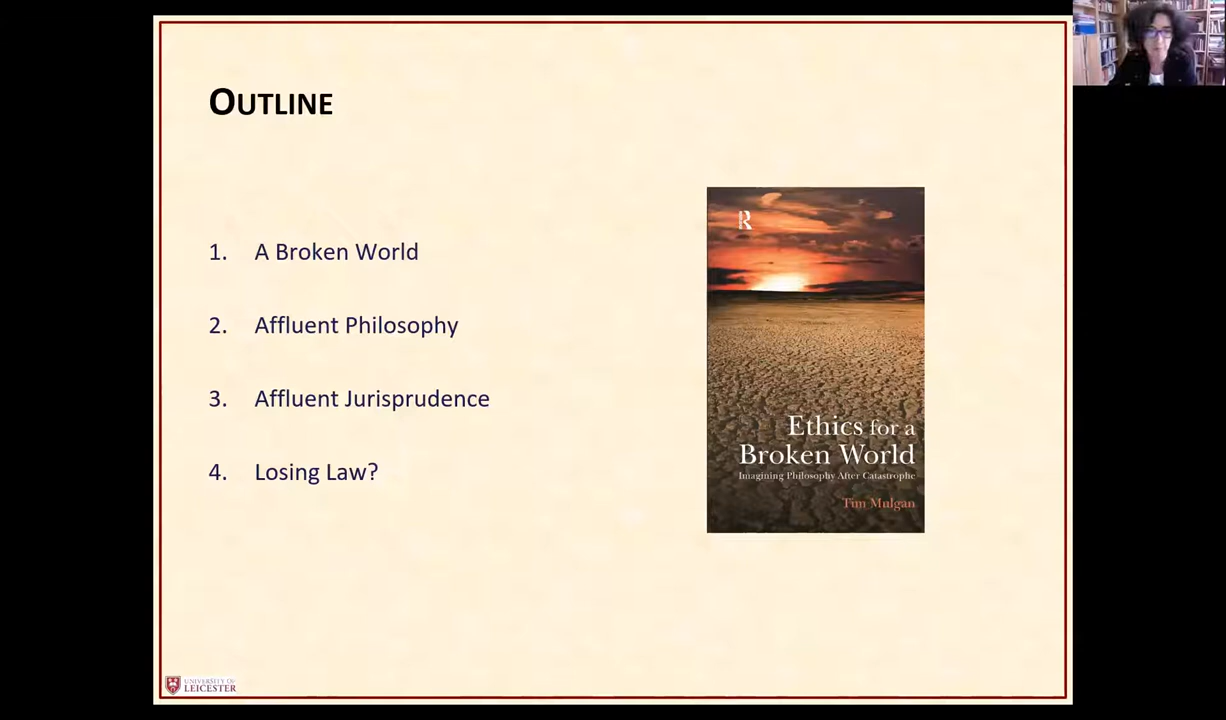 OUTLINE
1. A Broken World
2. Affluent Philosophy
3. Affluent Jurisprudence
4. Losing Law?
R
Ethics for a
Broken World
Imagining Philosophy After Catastrophe
Tim Mulgan
UNIVERSITY OF
LEICESTER